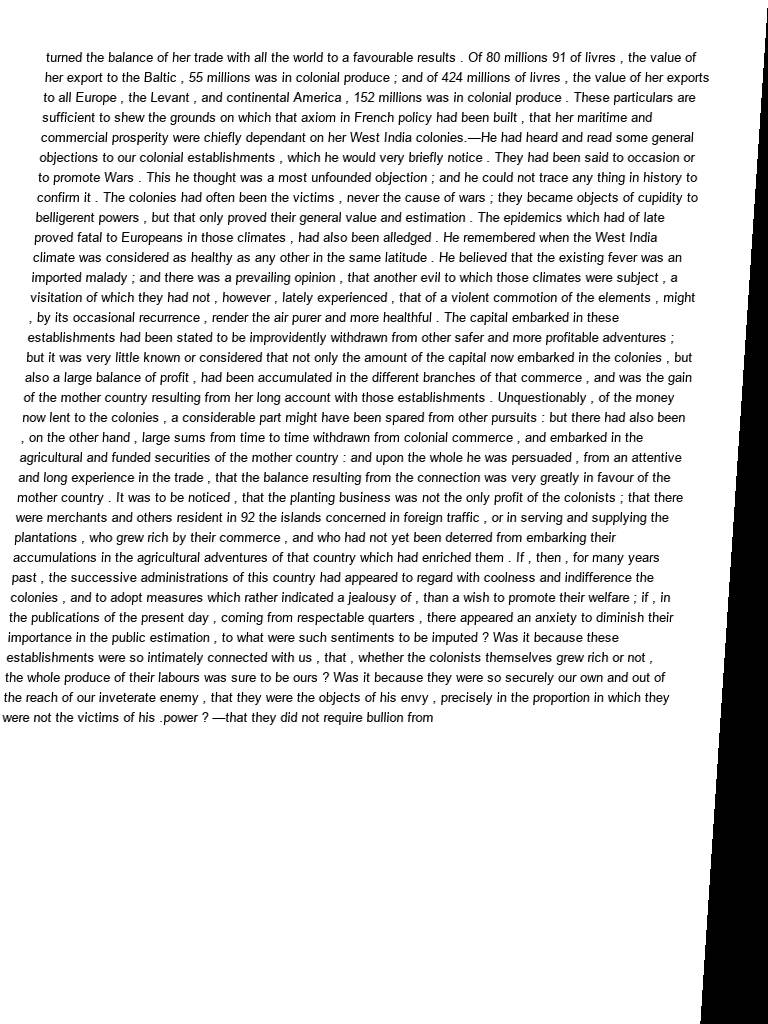 turned the balance of her trade with all the world to a favourable results . Of 80 millions 91 of livres , the value of
her export to the Baltic , 55 millions was in colonial produce ; and of 424 millions of livres , the value of her exports
to all Europe , the Levant , and continental America , 152 millions was in colonial produce . These particulars are
sufficient to shew the grounds on which that axiom in French policy had been built , that her maritime and
commercial prosperity were chiefly dependant on her West India colonies.—He had heard and read some general
objections to our colonial establishments , which he would very briefly notice . They had been said to occasion or
to promote Wars . This he thought was a most unfounded objection ; and he could not trace any thing in history to
confirm it . The colonies had often been the victims , never the cause of wars ; they became objects of cupidity to
belligerent powers , but that only proved their general value and estimation . The epidemics which had of late
proved fatal to Europeans in those climates , had also been alledged . He remembered when the West India
climate was considered as healthy as any other in the same latitude . He believed that the existing fever was an
imported malady ; and there was a prevailing opinion , that another evil to which those climates were subject , a
visitation of which they had not , however , lately experienced , that of a violent commotion of the elements , might
, by its occasional recurrence , render the air purer and more healthful . The capital embarked in these
establishments had been stated to be improvidently withdrawn from other safer and more profitable adventures ;
but it was very little known or considered that not only the amount of the capital now embarked in the colonies , but
also a large balance of profit , had been accumulated in the different branches of that commerce , and was the gain
of the mother country resulting from her long account with those establishments . Unquestionably , of the money
now lent to the colonies , a considerable part might have been spared from other pursuits : but there had also been
, on the other hand , large sums from time to time withdrawn from colonial commerce , and embarked in the
agricultural and funded securities of the mother country : and upon the whole he was persuaded , from an attentive
and long experience in the trade , that the balance resulting from the connection was very greatly in favour of the
mother country . It was to be noticed , that the planting business was not the only profit of the colonists ; that there
were merchants and others resident in 92 the islands concerned in foreign traffic , or in serving and supplying the
plantations , who grew rich by their commerce , and who had not yet been deterred from embarking their
accumulations in the agricultural adventures of that country which had enriched them . If , then , for many years
past , the successive administrations of this country had appeared to regard with coolness and indifference the
colonies , and to adopt measures which rather indicated a jealousy of , than a wish to promote their welfare ; if , in
the publications of the present day , coming from respectable quarters , there appeared an anxiety to diminish their
importance in the public estimation , to what were such sentiments to be imputed ? Was it because these
establishments were so intimately connected with us , that , whether the colonists themselves grew rich or not ,
the whole produce of their labours was sure to be ours ? Was it because they were so securely our own and out of
the reach of our inveterate enemy , that they were the objects of his envy , precisely in the proportion in which they
were not the victims of his .power ? —that they did not require bullion from